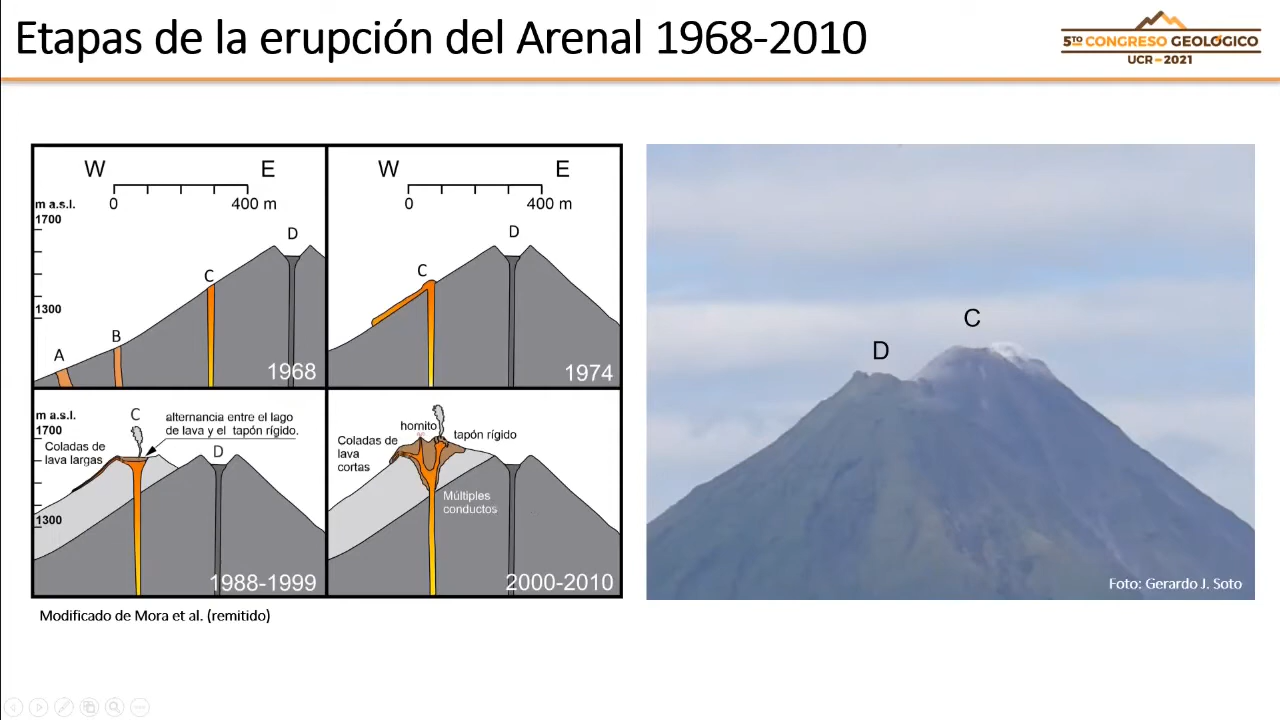 Etapas de la erupción del Arenal 1968-2010
5TO CONGRESO GEOLÓGICO
UCR-2021
W E
0 400 m
m a.s.l.
1700
1300
A
B
C
D
1968
W E
0 400 m
C
D
1974
m a.s.l.
1700
1300
C
alternancia entre el lago
de lava y el tapón rígido.
Coladas de
lava largas
D
1988-1999
hornito
tapón rígido
Coladas de
lava
cortas
Múltiples
conductos
2000-2010
Modificado de Mora et al. (remitido)
C
D
Foto: Gerardo J. Soto